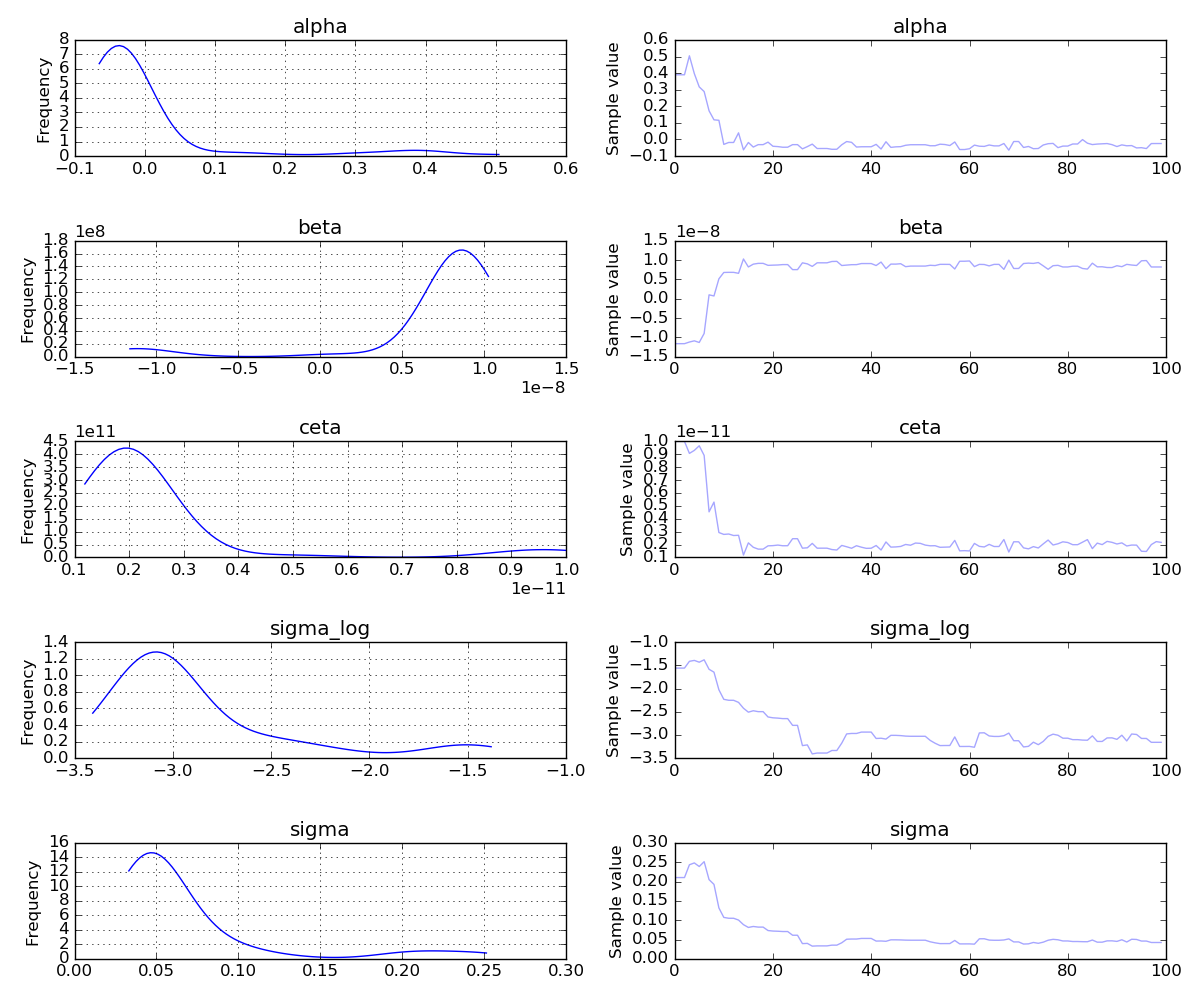 alpha
Frequency
8
7
6
5
4
3
2
1
0
−0.1 0.0 0.1 0.2 0.3 0.4 0.5 0.6
alpha
Sample value
0.6
0.5
0.4
0.3
0.2
0.1
0.0
−0.1
0 20 40 60 80 100
beta
1e8
Frequency
1.8
1.6
1.4
1.2
1.0
0.8
0.6
0.4
0.2
0.0
−1.5 −1.0 −0.5 0.0 0.5 1.0 1.5
1e−8
beta
1e−8
Sample value
1.5
1.0
0.5
0.0
−0.5
−1.0
−1.5
0 20 40 60 80 100
ceta
1e11
Frequency
4.5
4.0
3.5
3.0
2.5
2.0
1.5
1.0
0.5
0.0
0.1 0.2 0.3 0.4 0.5 0.6 0.7 0.8 0.9 1.0
1e−11
ceta
1e−11
Sample value
1.0
0.9
0.8
0.7
0.6
0.5
0.4
0.3
0.2
0.1
0 20 40 60 80 100
sigma_log
Frequency
1.4
1.2
1.0
0.8
0.6
0.4
0.2
0.0
−3.5 −3.0 −2.5 −2.0 −1.5 −1.0
sigma_log
Sample value
−1.0
−1.5
−2.0
−2.5
−3.0
−3.5
0 20 40 60 80 100
sigma
Frequency
16
14
12
10
8
6
4
2
0
0.00 0.05 0.10 0.15 0.20 0.25 0.30
sigma
Sample value
0.30
0.25
0.20
0.15
0.10
0.05
0.00
0 20 40 60 80 100